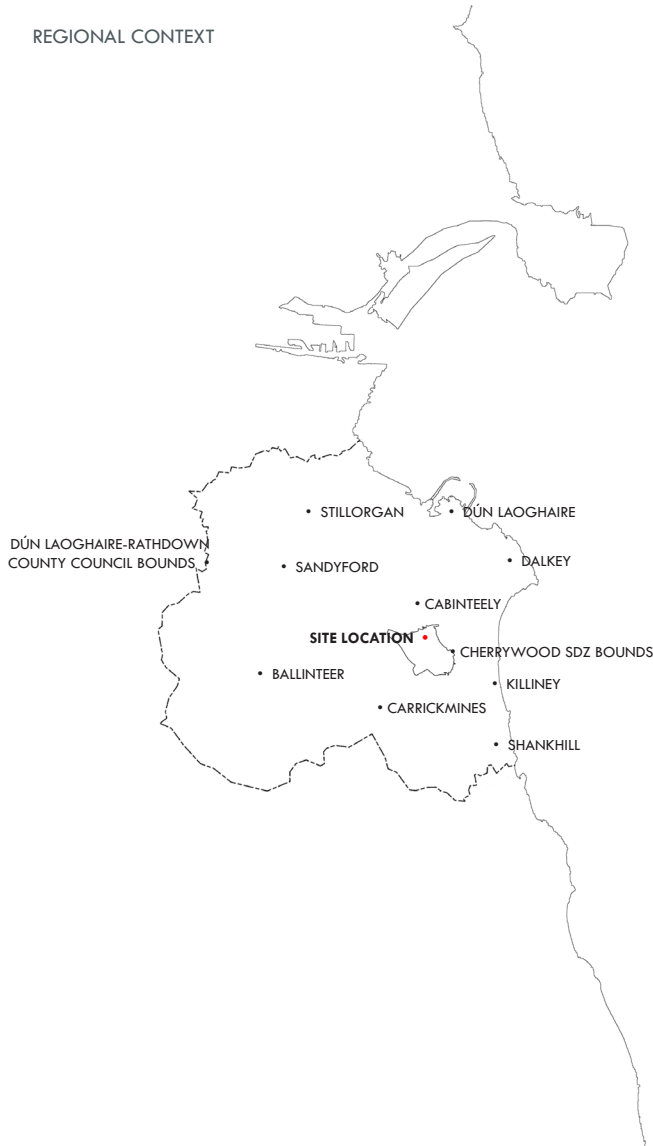 REGIONAL CONTEXT
STILLORGAN
DÚN LAOGHAIRE
DÚN LAOGHAIRE-RATHDOWN
COUNTY COUNCIL BOUNDS
SANDYFORD
DALKEY
CABINTEELY
SITE LOCATION
CHERRYWOOD SDZ BOUNDS
BALLINTEER
KILLINEY
CARRICKMINES
SHANKHILL